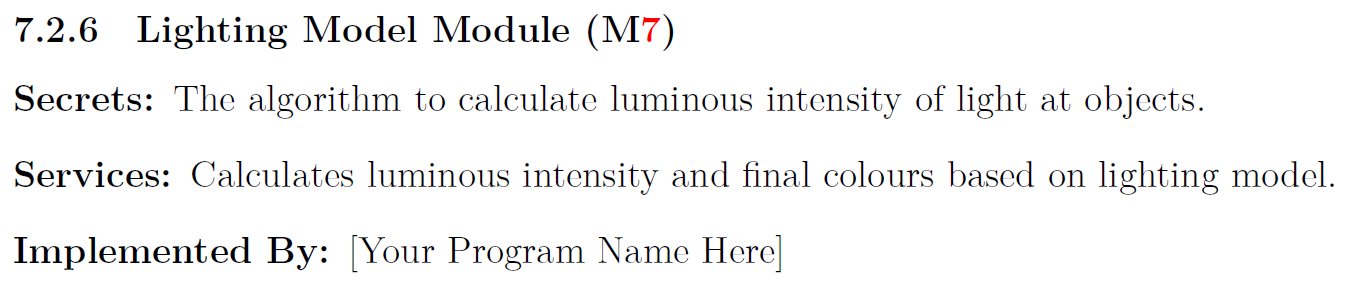 7.2.6 Lighting Model Module (M7)
Secrets: The algorithm to calculate luminous intensity of light at objects.
Services: Calculates luminous intensity and final colours based on lighting model.
Implemented By: [Your Program Name Here]